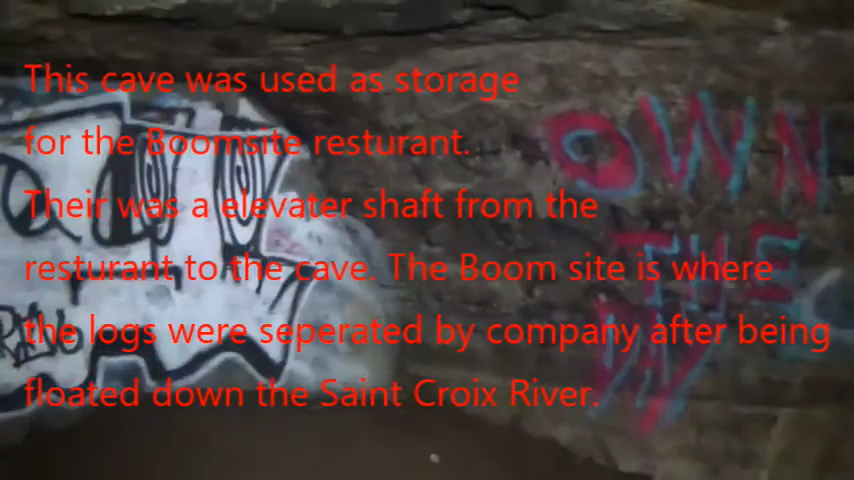 This cave was used as storage
for the Boomsite resturant.
Their was a elevater shaft from the
resturant to the cave. The Boom site is where
the logs were seperated by company after being
floated down the Saint Croix River.
OWN
THE
DAY